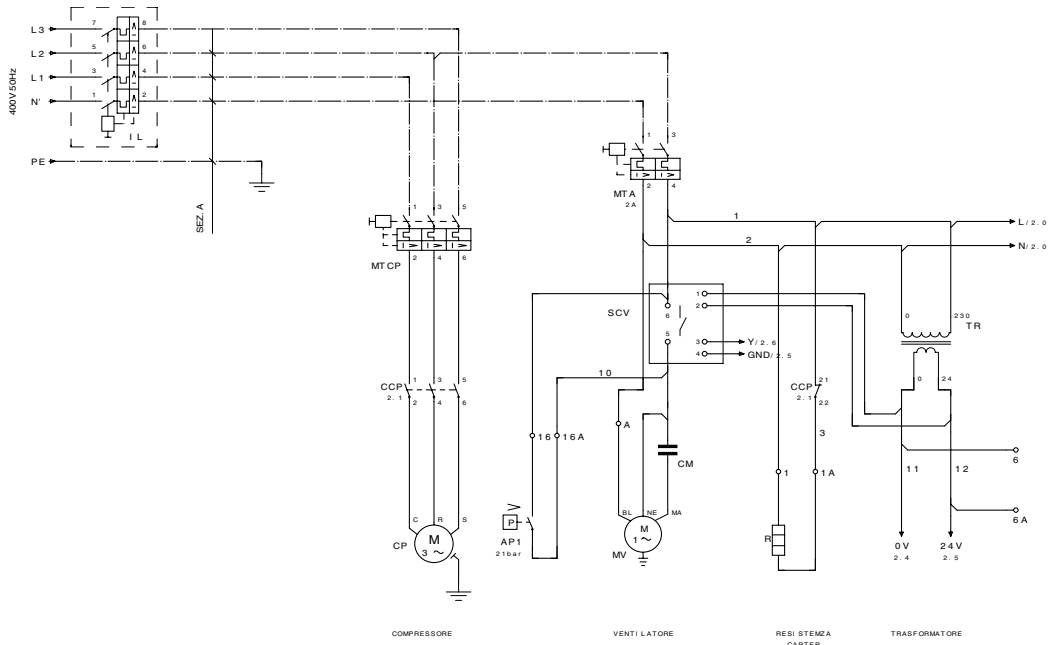 400V 50Hz
L3
7
8
L2
5
6
L1
3
4
N'
1
2
IL
PE
SEZ. A
1
3
5
MTCP
2
4
6
1
3
MTA
2A
2
4
1
2
L/2.0
N/2.0
SCV
6
5
1
2
3
4
Y/2.6
GND/2.5
0
230
TR
0
24
10
CCP
2.1
1
3
5
2
4
6
CCP
2.1
21
22
3
16
16A
A
CM
1
1A
11
12
6
6A
C
R
S
CP
M
3 ~
P
AP1
21bar
BL
NE
MA
M
1 ~
MV
R
0V
2.4
24V
2.5
COMPRESSORE
VENTILATORE
RESISTEMZA
CARTER
TRASFORMATORE